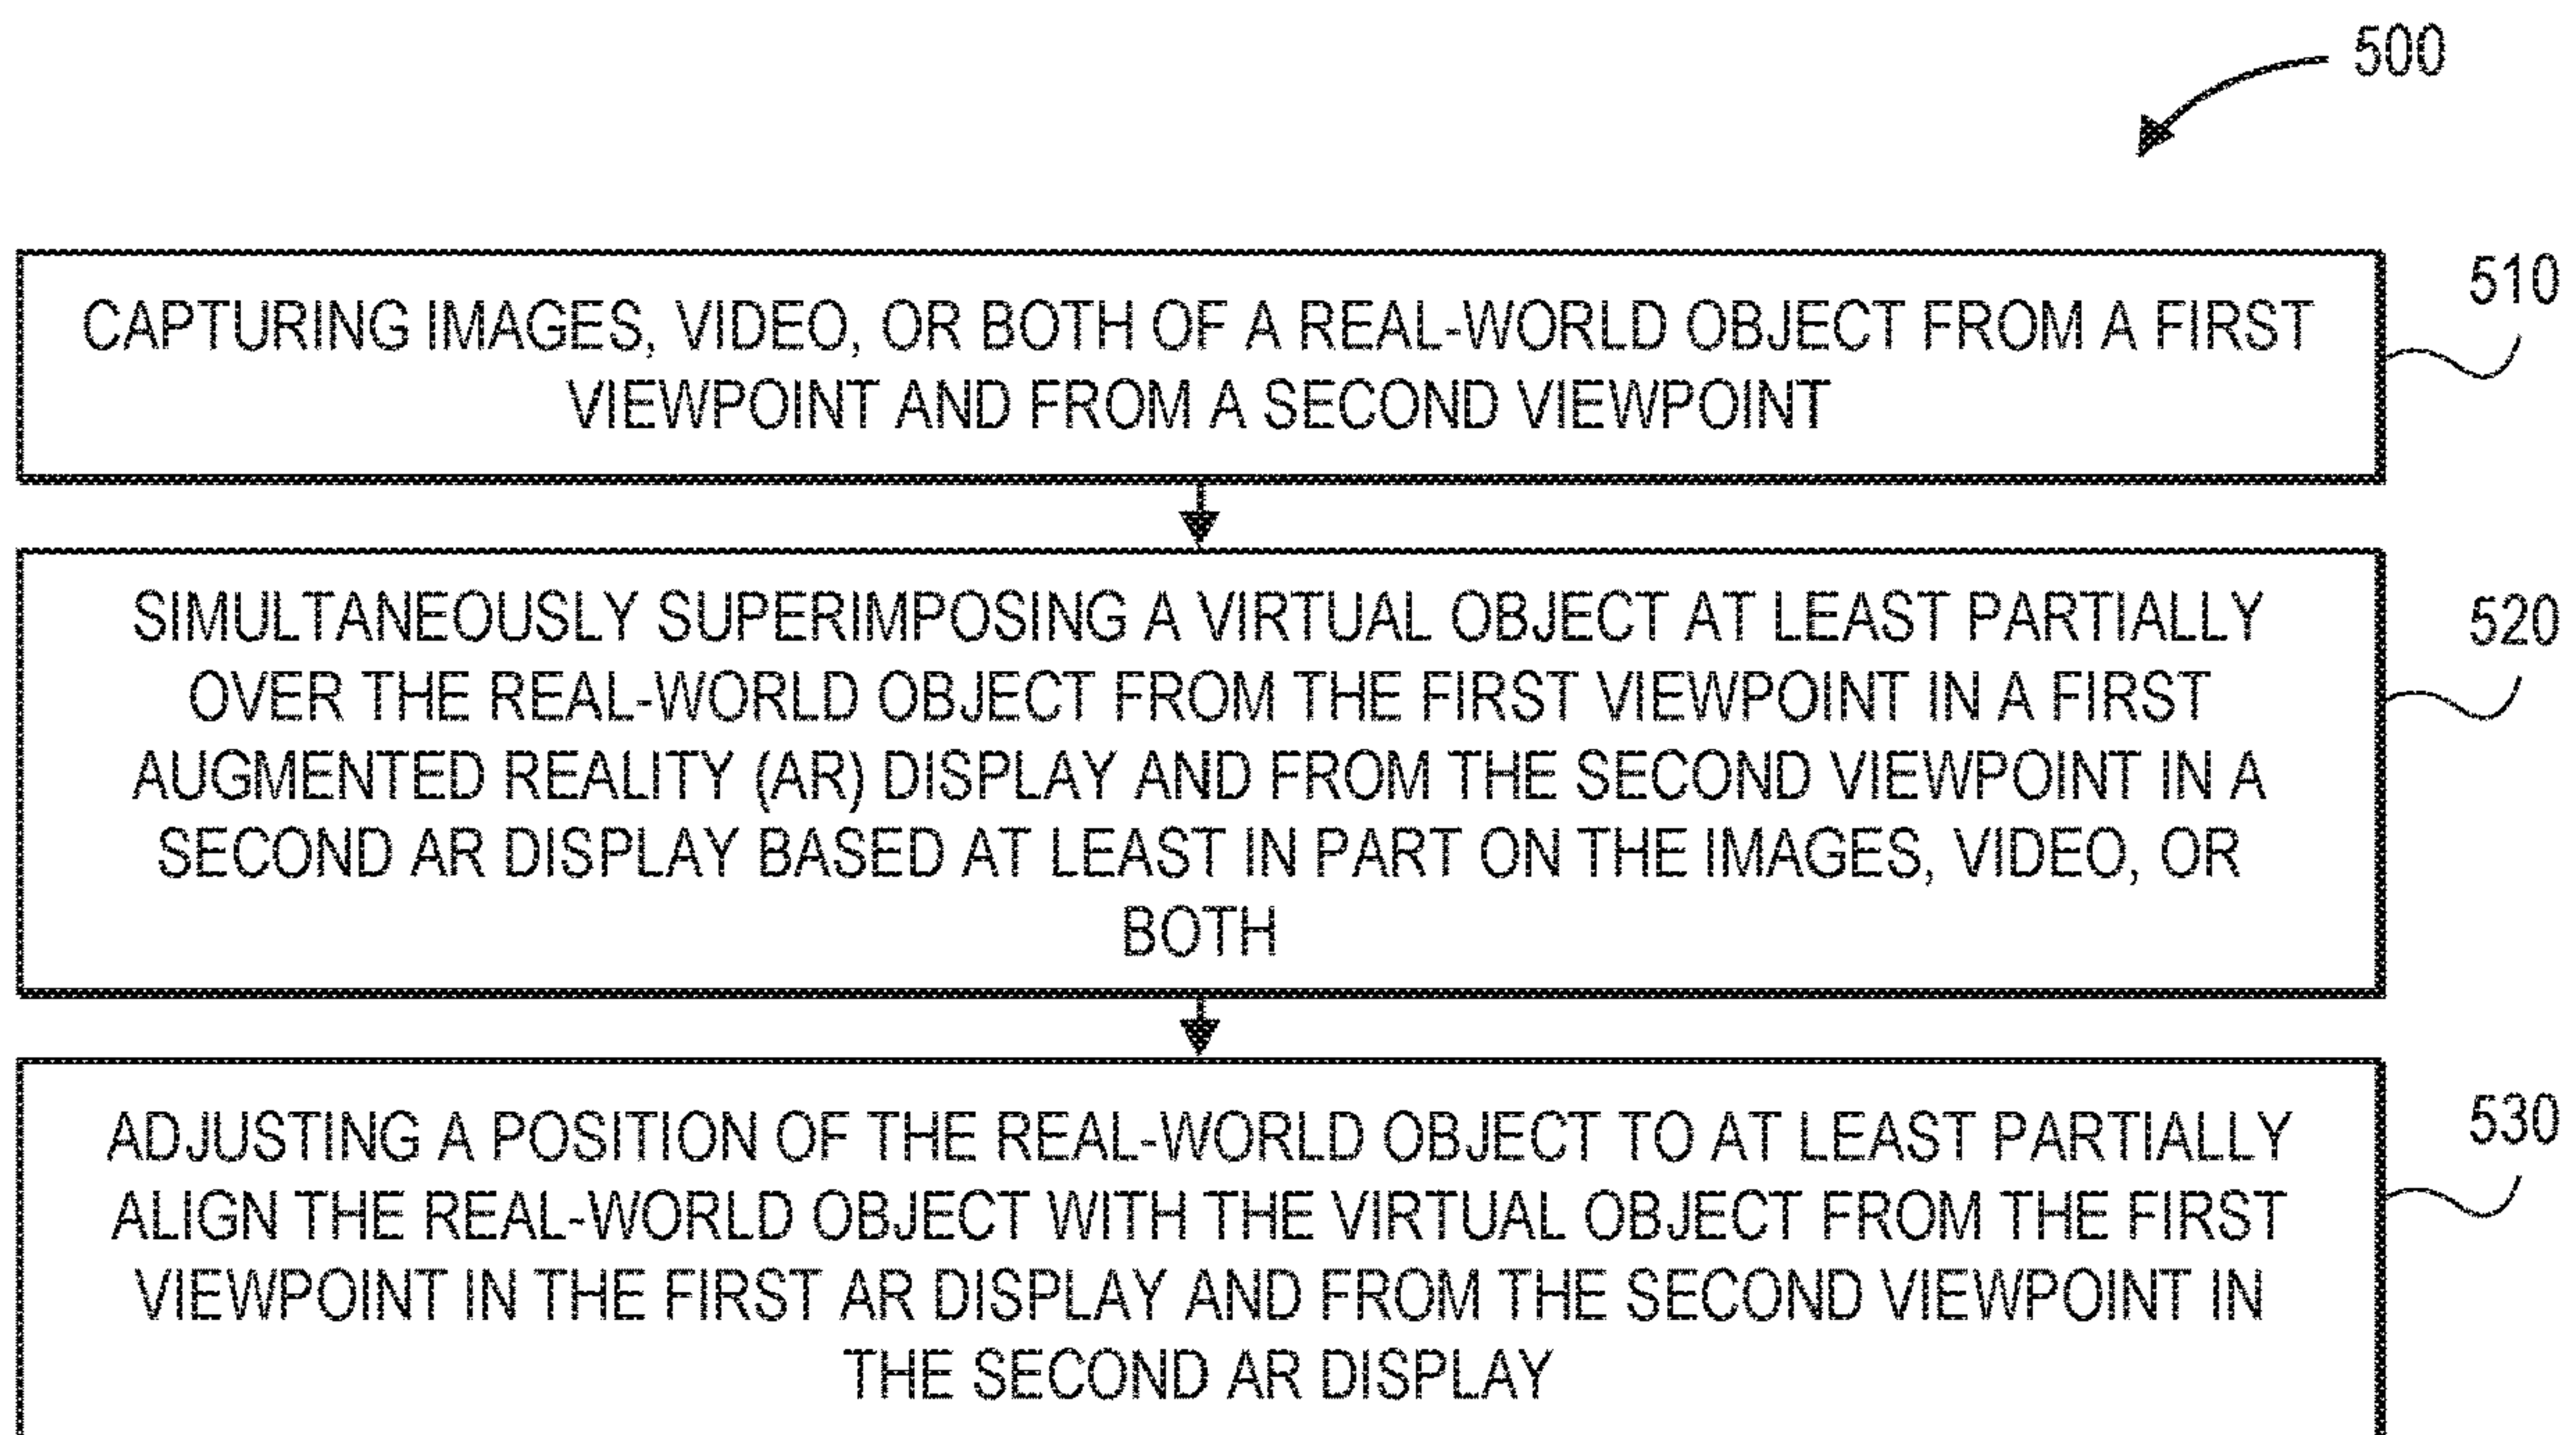 500
510
CAPTURING IMAGES, VIDEO, OR BOTH OF A REAL-WORLD OBJECT FROM A FIRST
VIEWPOINT AND FROM A SECOND VIEWPOINT
520
SIMULTANEOUSLY SUPERIMPOSING A VIRTUAL OBJECT AT LEAST PARTIALLY
OVER THE REAL-WORLD OBJECT FROM THE FIRST VIEWPOINT IN A FIRST
AUGMENTED REALITY (AR) DISPLAY AND FROM THE SECOND VIEWPOINT IN A
SECOND AR DISPLAY BASED AT LEAST IN PART ON THE IMAGES, VIDEO, OR
BOTH
530
ADJUSTING A POSITION OF THE REAL-WORLD OBJECT TO AT LEAST PARTIALLY
ALIGN THE REAL-WORLD OBJECT WITH THE VIRTUAL OBJECT FROM THE FIRST
VIEWPOINT IN THE FIRST AR DISPLAY AND FROM THE SECOND VIEWPOINT IN
THE SECOND AR DISPLAY